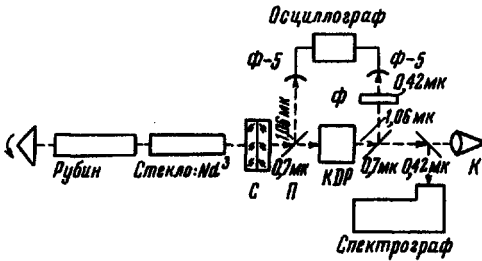 Осциллограф
Ф-5
Ф-5
0,42мк
Ф
1,06мк
1,06мк
Рубин
Стекло:Nd³
С
П
0,7мк
KDP
0,7мк
0,42мк
К
Спектрограф